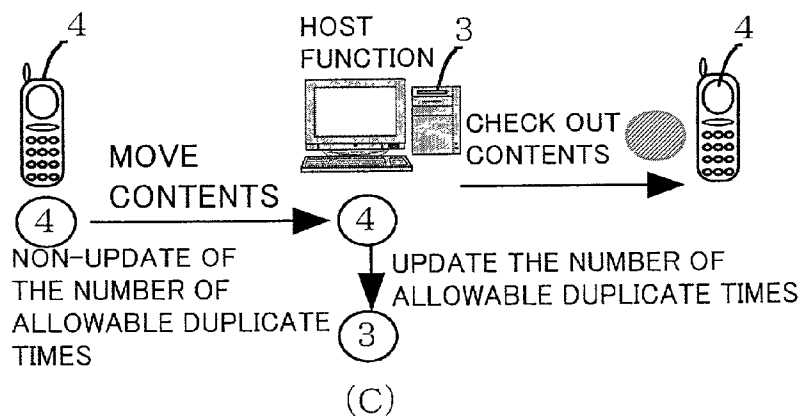 4
HOST
FUNCTION
3
4
MOVE
CONTENTS
CHECK OUT
CONTENTS
4
4
NON-UPDATE OF
THE NUMBER OF
ALLOWABLE DUPLICATE
TIMES
UPDATE THE NUMBER OF
ALLOWABLE DUPLICATE TIMES
3
(C)